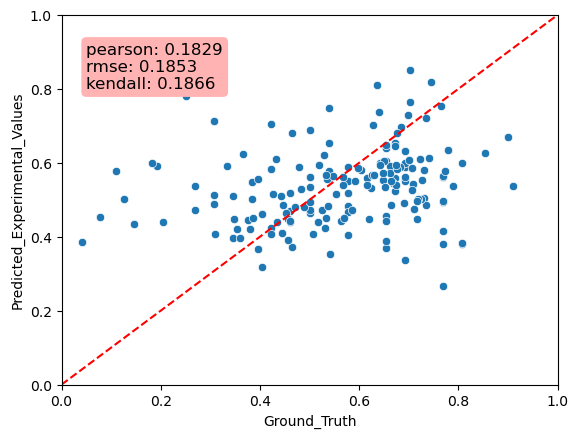 1.0
0.8
0.6
0.4
0.2
0.0
Predicted_Experimental_Values
pearson: 0.1829
rmse: 0.1853
kendall: 0.1866
0.0 0.2 0.4 0.6 0.8 1.0
Ground_Truth